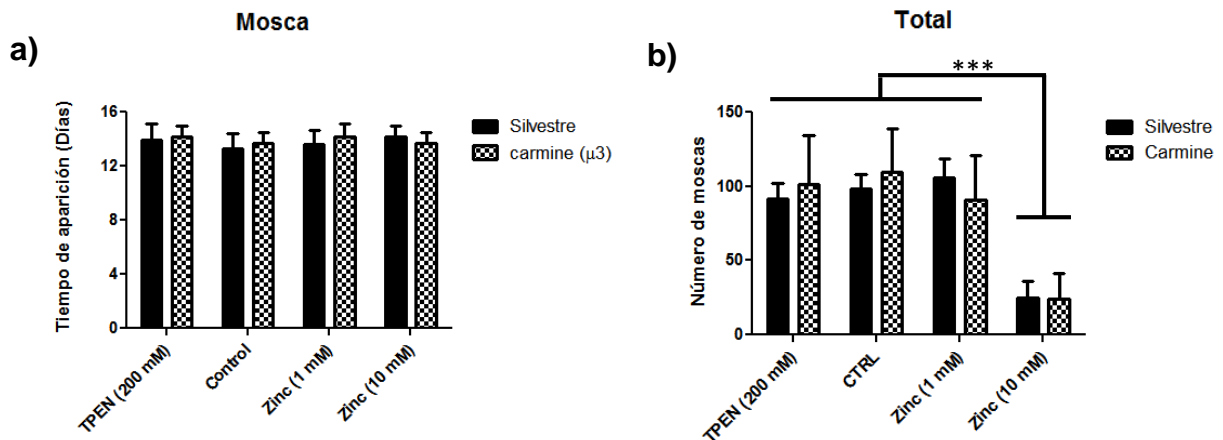 Mosca
a)
Tiempo de aparición (Días)
16
12
8
4
0
TPEN (200 mM)
Control
Zinc (1 mM)
Zinc (10 mM)
Silvestre
carmine (μ3)
Total
b)
***
Número de moscas
150
100
50
0
TPEN (200 mM)
CTRL
Zinc (1 mM)
Zinc (10 mM)
Silvestre
Carmine